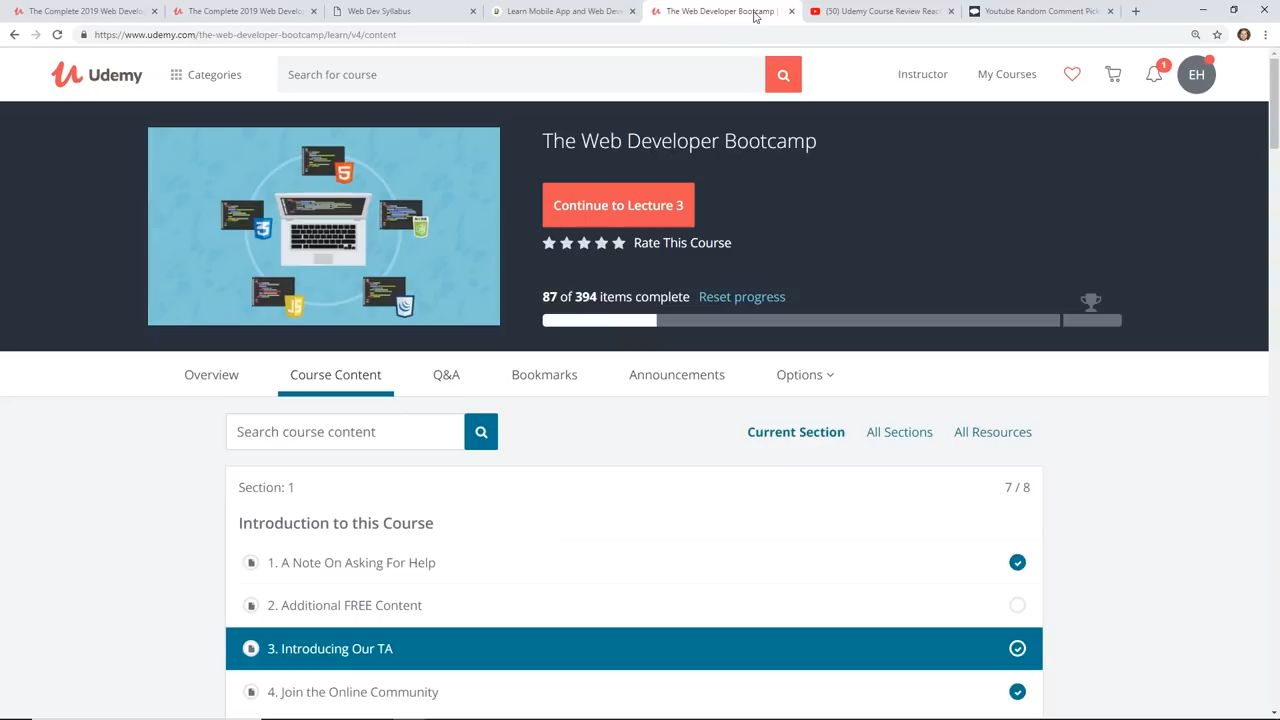 The Complete 2019 Web Develop
The Complete 2019 Web Develop
Web Dev Syllabus
Learn Mobile App and Web Dev
The Web Developer Bootcamp |
(50) Udemy Course Review Reac
Youtube Random Comment Pick
https://www.udemy.com/the-web-developer-bootcamp/learn/v4/content
Udemy
Categories
Search for course
Instructor
My Courses
1
EH
The Web Developer Bootcamp
5
3
JS
Continue to Lecture 3
Rate This Course
87 of 394 items complete Reset progress
Overview
Course Content
Q&A
Bookmarks
Announcements
Options
Search course content
Current Section
All Sections
All Resources
Section: 1
7 / 8
Introduction to this Course
1. A Note On Asking For Help
2. Additional FREE Content
3. Introducing Our TA
4. Join the Online Community